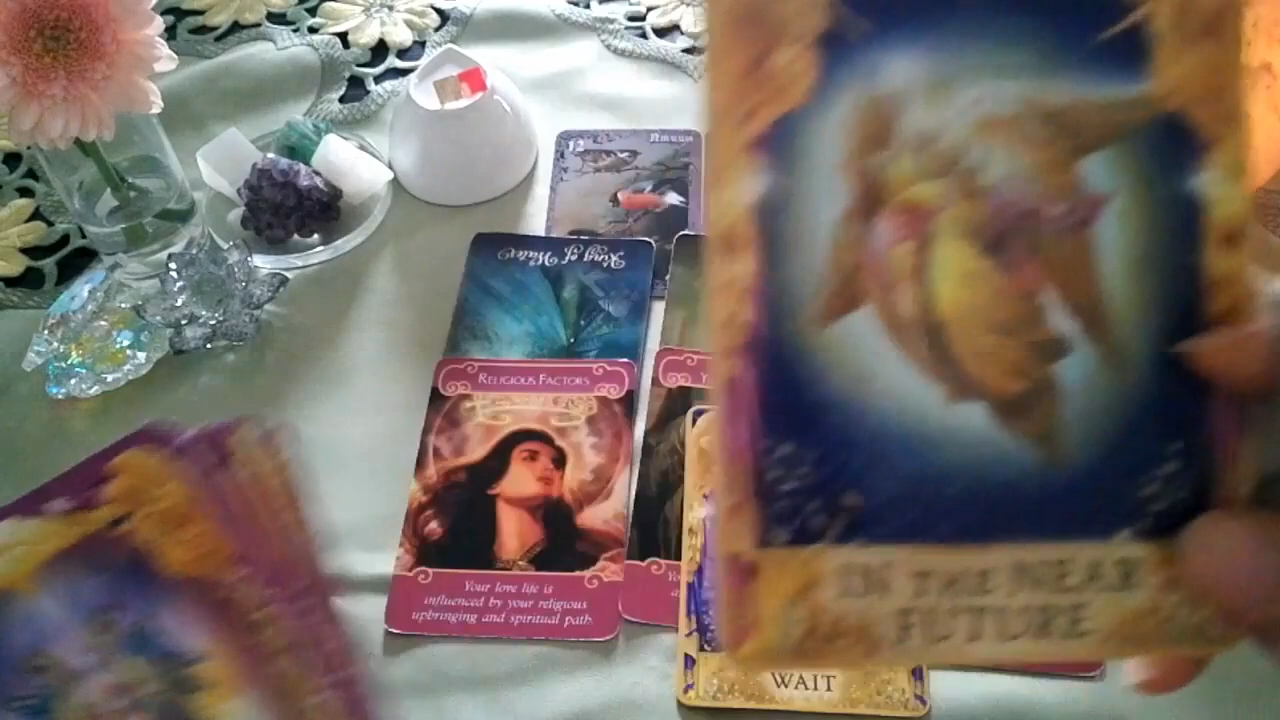 12
King of Water
RELIGIOUS FACTORS
Your love life is
influenced by your religious
upbringing and spiritual path.
IN THE NEAR
FUTURE
WAIT